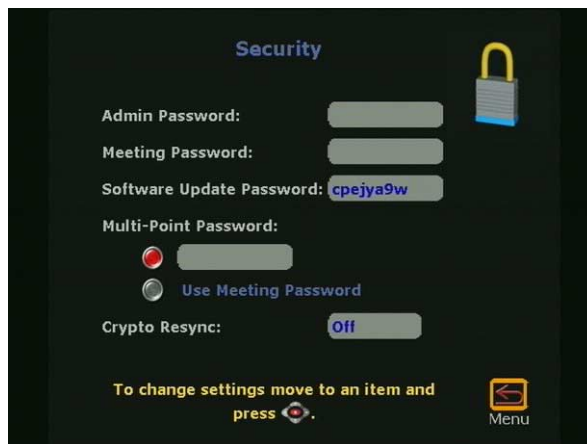 Security
Admin Password:
Meeting Password:
Software Update Password: cpejya9w
Multi-Point Password:
Use Meeting Password
Crypto Resync: Off
To change settings move to an item and
press .
Menu